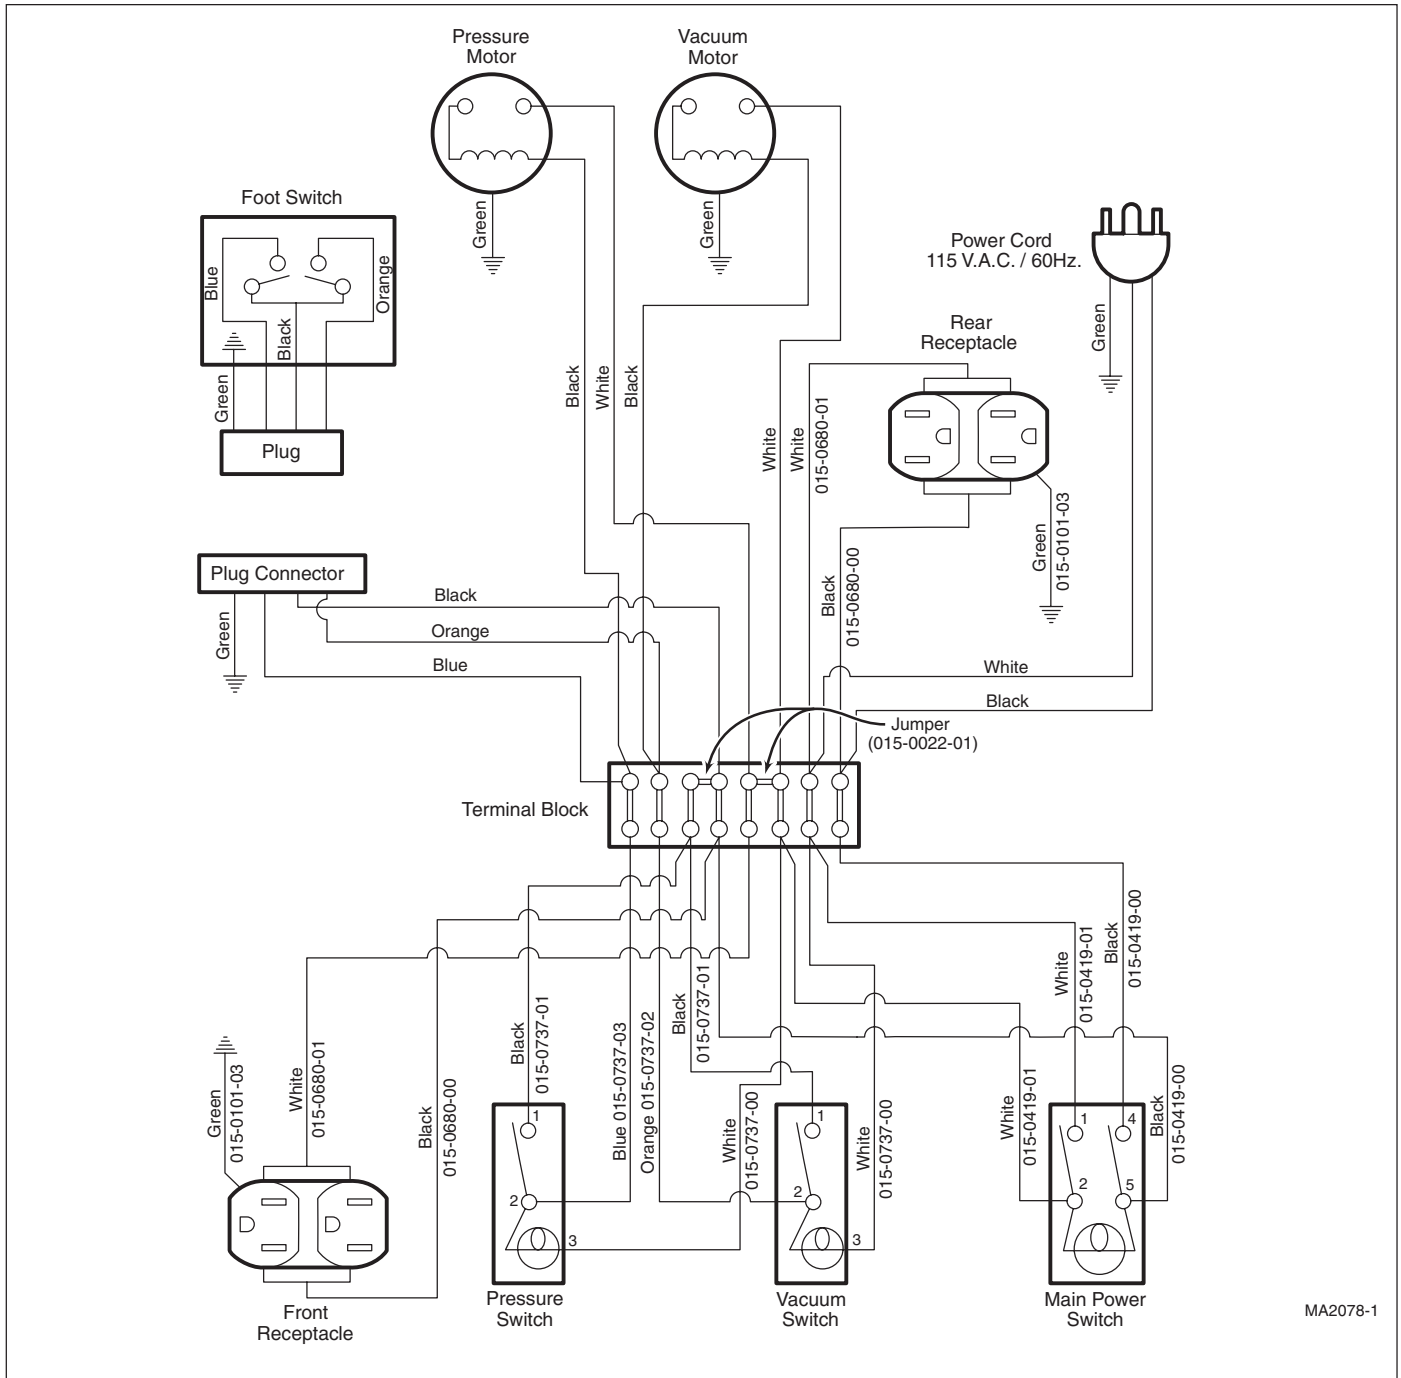 Pressure
Motor
Vacuum
Motor
Green
Green
Foot Switch
Blue
Orange
Black
Green
Plug
Power Cord
115 V.A.C. / 60Hz.
Green
Rear
Receptacle
Black
White
Black
White
White
015-0680-01
Green
015-0101-03
Black
015-0680-00
Plug Connector
Green
Black
Orange
Blue
White
Black
Jumper
(015-0022-01)
Terminal Block
Green
015-0101-03
White
015-0680-01
Black
015-0680-00
Black
015-0737-01
Blue 015-0737-03
Orange 015-0737-02
Black
015-0737-01
White
015-0737-00
White
015-0737-00
White
015-0419-01
White
015-0419-01
Black
015-0419-00
Black
015-0419-00
1
2
3
1
2
3
1
4
2
5
Front
Receptacle
Pressure
Switch
Vacuum
Switch
Main Power
Switch
MA2078-1